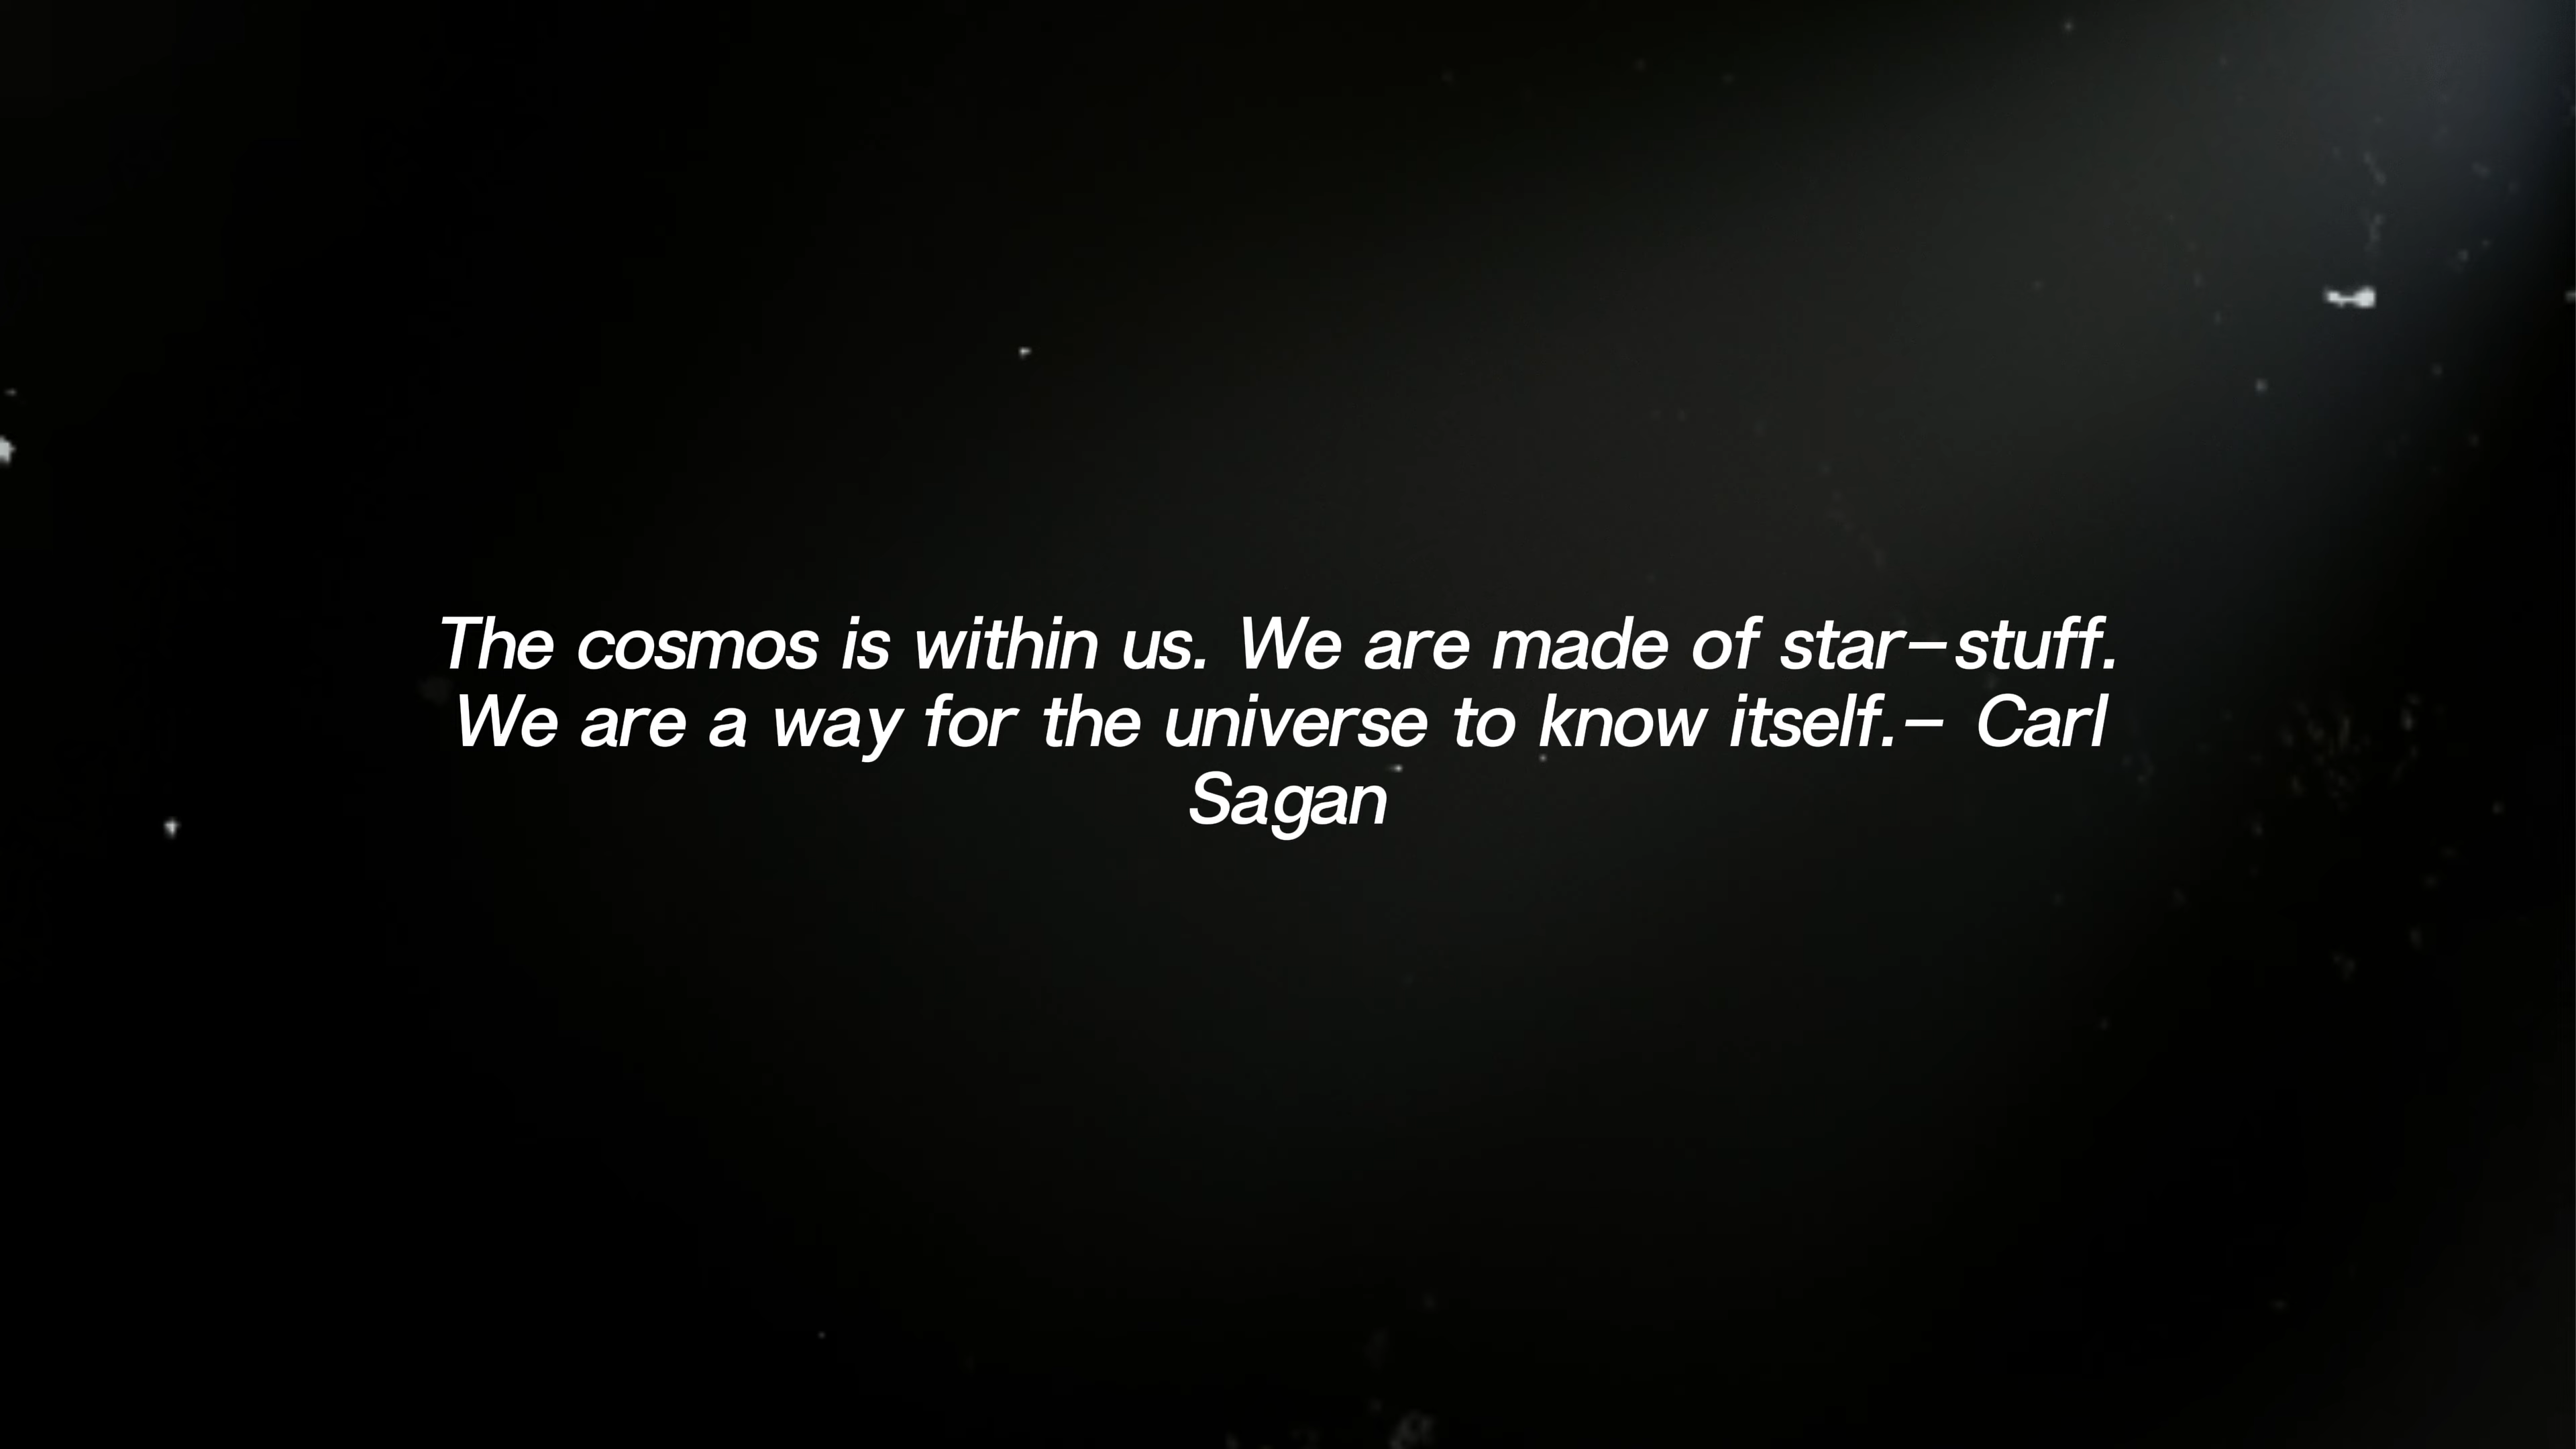 The cosmos is within us. We are made of star-stuff.
We are a way for the universe to know itself.- Carl
Sagan